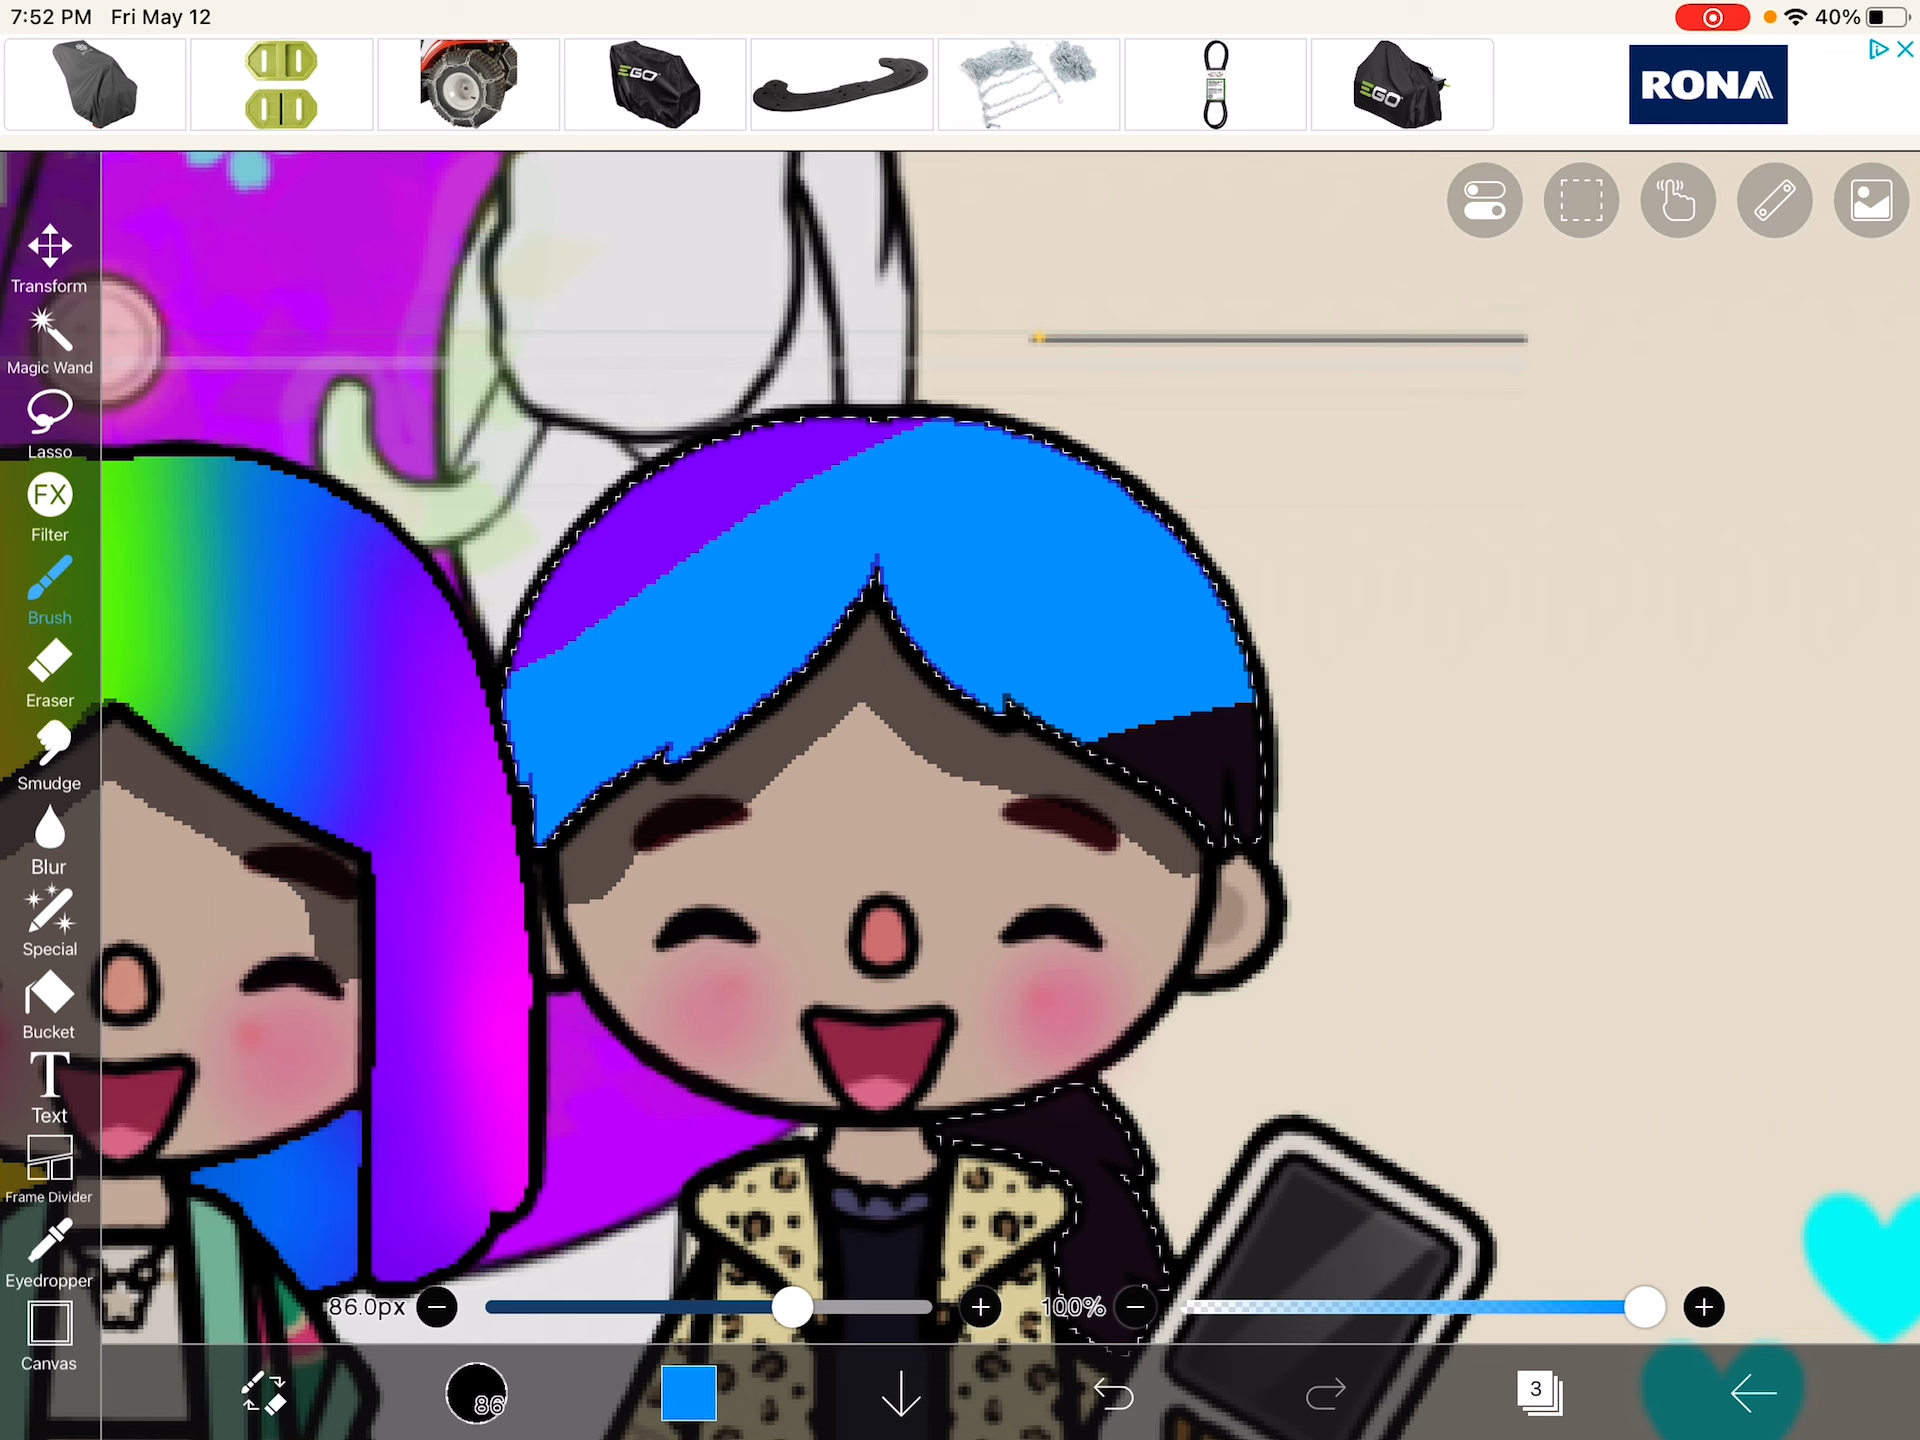 7:52 PM Fri May 12
40%
EGO
EGO
RONA
Transform
Magic Wand
Lasso
FX
Filter
Brush
Eraser
Smudge
Blur
Special
Bucket
T
Text
Frame Divider
Eyedropper
Canvas
86.0px
100%
86
3